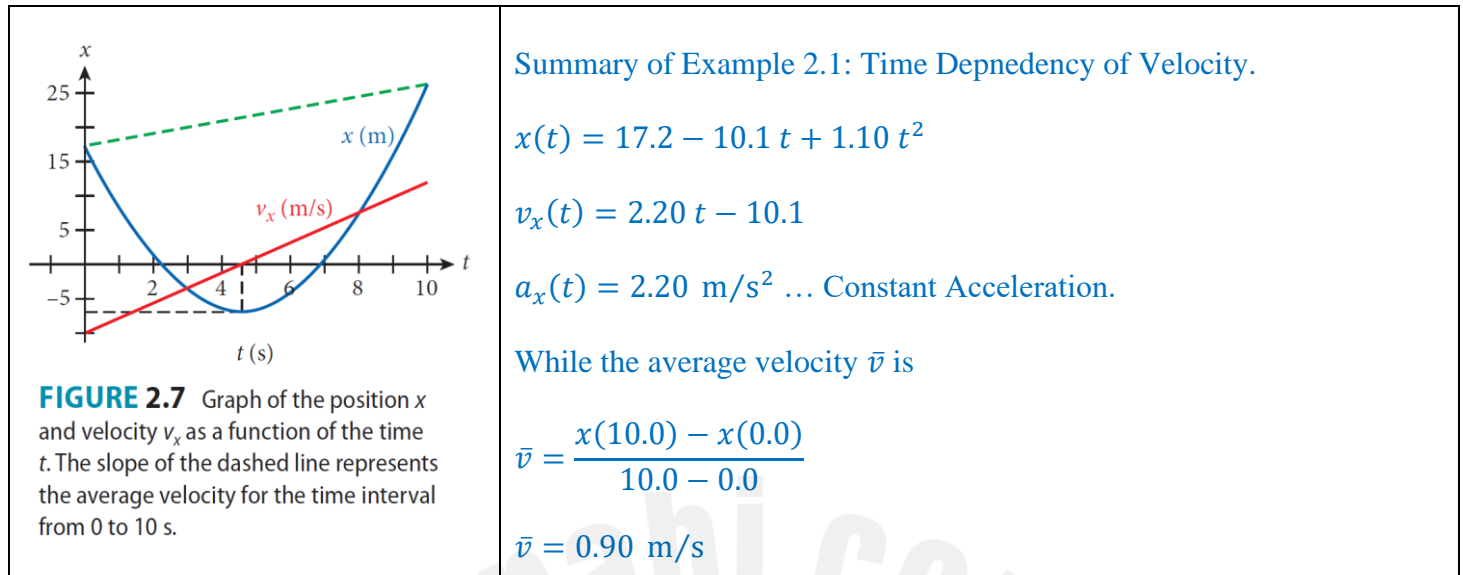 x
25
15
5
−5
x (m)
vₓ (m/s)
2 4 6 8 10
t
t (s)
FIGURE 2.7 Graph of the position x
and velocity vₓ as a function of the time
t. The slope of the dashed line represents
the average velocity for the time interval
from 0 to 10 s.
Summary of Example 2.1: Time Depnedency of Velocity.
x(t) = 17.2 − 10.1 t + 1.10 t²
vₓ(t) = 2.20 t − 10.1
aₓ(t) = 2.20 m/s² … Constant Acceleration.
While the average velocity v̄ is
v̄ = (x(10.0) − x(0.0)) / (10.0 − 0.0)
v̄ = 0.90 m/s